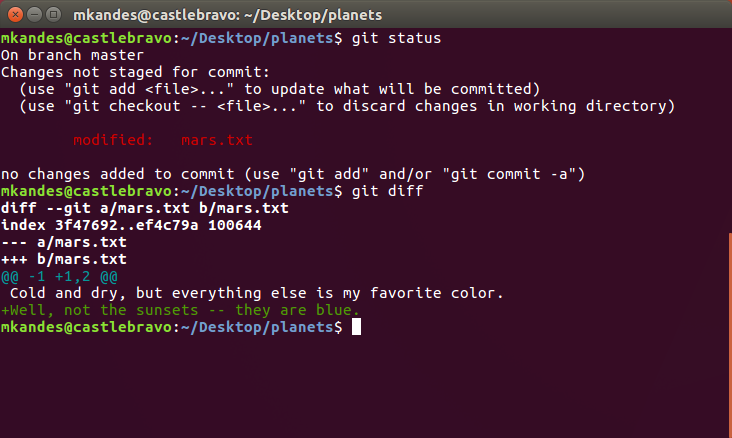 mkandes@castlebravo: ~/Desktop/planets
mkandes@castlebravo:~/Desktop/planets$ git status
On branch master
Changes not staged for commit:
  (use "git add <file>..." to update what will be committed)
  (use "git checkout -- <file>..." to discard changes in working directory)
        modified:   mars.txt
no changes added to commit (use "git add" and/or "git commit -a")
mkandes@castlebravo:~/Desktop/planets$ git diff
diff --git a/mars.txt b/mars.txt
index 3f47692..ef4c79a 100644
--- a/mars.txt
+++ b/mars.txt
@@ -1 +1,2 @@
 Cold and dry, but everything else is my favorite color.
+Well, not the sunsets -- they are blue.
mkandes@castlebravo:~/Desktop/planets$